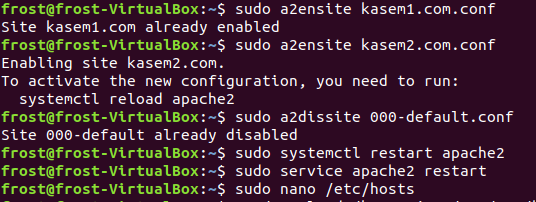 frost@frost-VirtualBox:~$ sudo a2ensite kasem1.com.conf
Site kasem1.com already enabled
frost@frost-VirtualBox:~$ sudo a2ensite kasem2.com.conf
Enabling site kasem2.com.
To activate the new configuration, you need to run:
  systemctl reload apache2
frost@frost-VirtualBox:~$ sudo a2dissite 000-default.conf
Site 000-default already disabled
frost@frost-VirtualBox:~$ sudo systemctl restart apache2
frost@frost-VirtualBox:~$ sudo service apache2 restart
frost@frost-VirtualBox:~$ sudo nano /etc/hosts